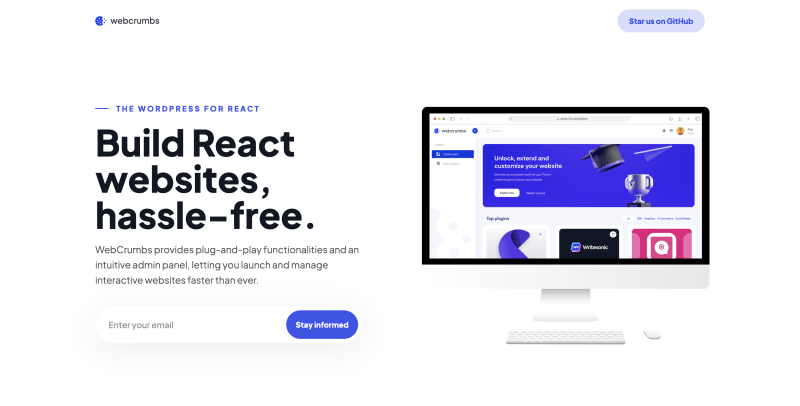 webcrumbs
Star us on GitHub
THE WORDPRESS FOR REACT
Build React
websites,
hassle-free.
WebCrumbs provides plug-and-play functionalities and an
intuitive admin panel, letting you launch and manage
interactive websites faster than ever.
Enter your email
Stay informed
webcrumbs
Unlock, extend and
customize your website
Top plugins
Writesonic